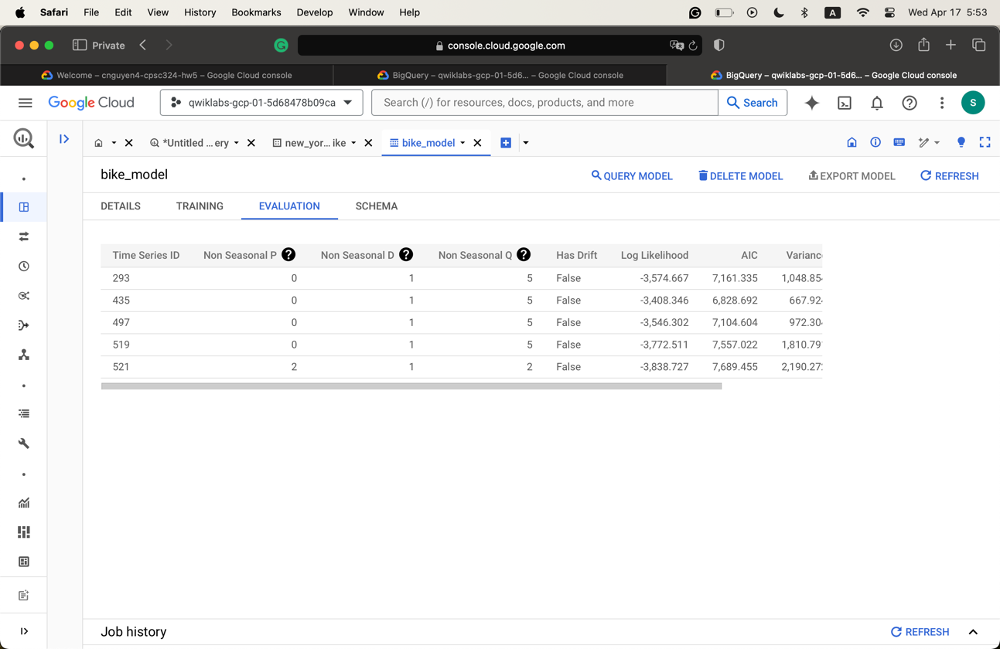 Safari File Edit View History Bookmarks Develop Window Help A Wed Apr 17 5:53
Private console.cloud.google.com
Welcome – cnguyen4-cpsc324-hw5 – Google Cloud console BigQuery – qwiklabs-gcp-01-5d6... – Google Cloud console BigQuery – qwiklabs-gcp-01-5d6... – Google Cloud console
Google Cloud qwiklabs-gcp-01-5d68478b09ca Search (/) for resources, docs, products, and more Search S
*Untitled ...ery new_yor... ike bike_model
bike_model QUERY MODEL DELETE MODEL EXPORT MODEL REFRESH
DETAILS TRAINING EVALUATION SCHEMA
Time Series ID Non Seasonal P ? Non Seasonal D ? Non Seasonal Q ? Has Drift Log Likelihood AIC Varianc
293 0 1 5 False -3,574.667 7,161.335 1,048.85
435 0 1 5 False -3,408.346 6,828.692 667.92
497 0 1 5 False -3,546.302 7,104.604 972.30
519 0 1 5 False -3,772.511 7,557.022 1,810.79
521 2 1 2 False -3,838.727 7,689.455 2,190.27
Job history REFRESH